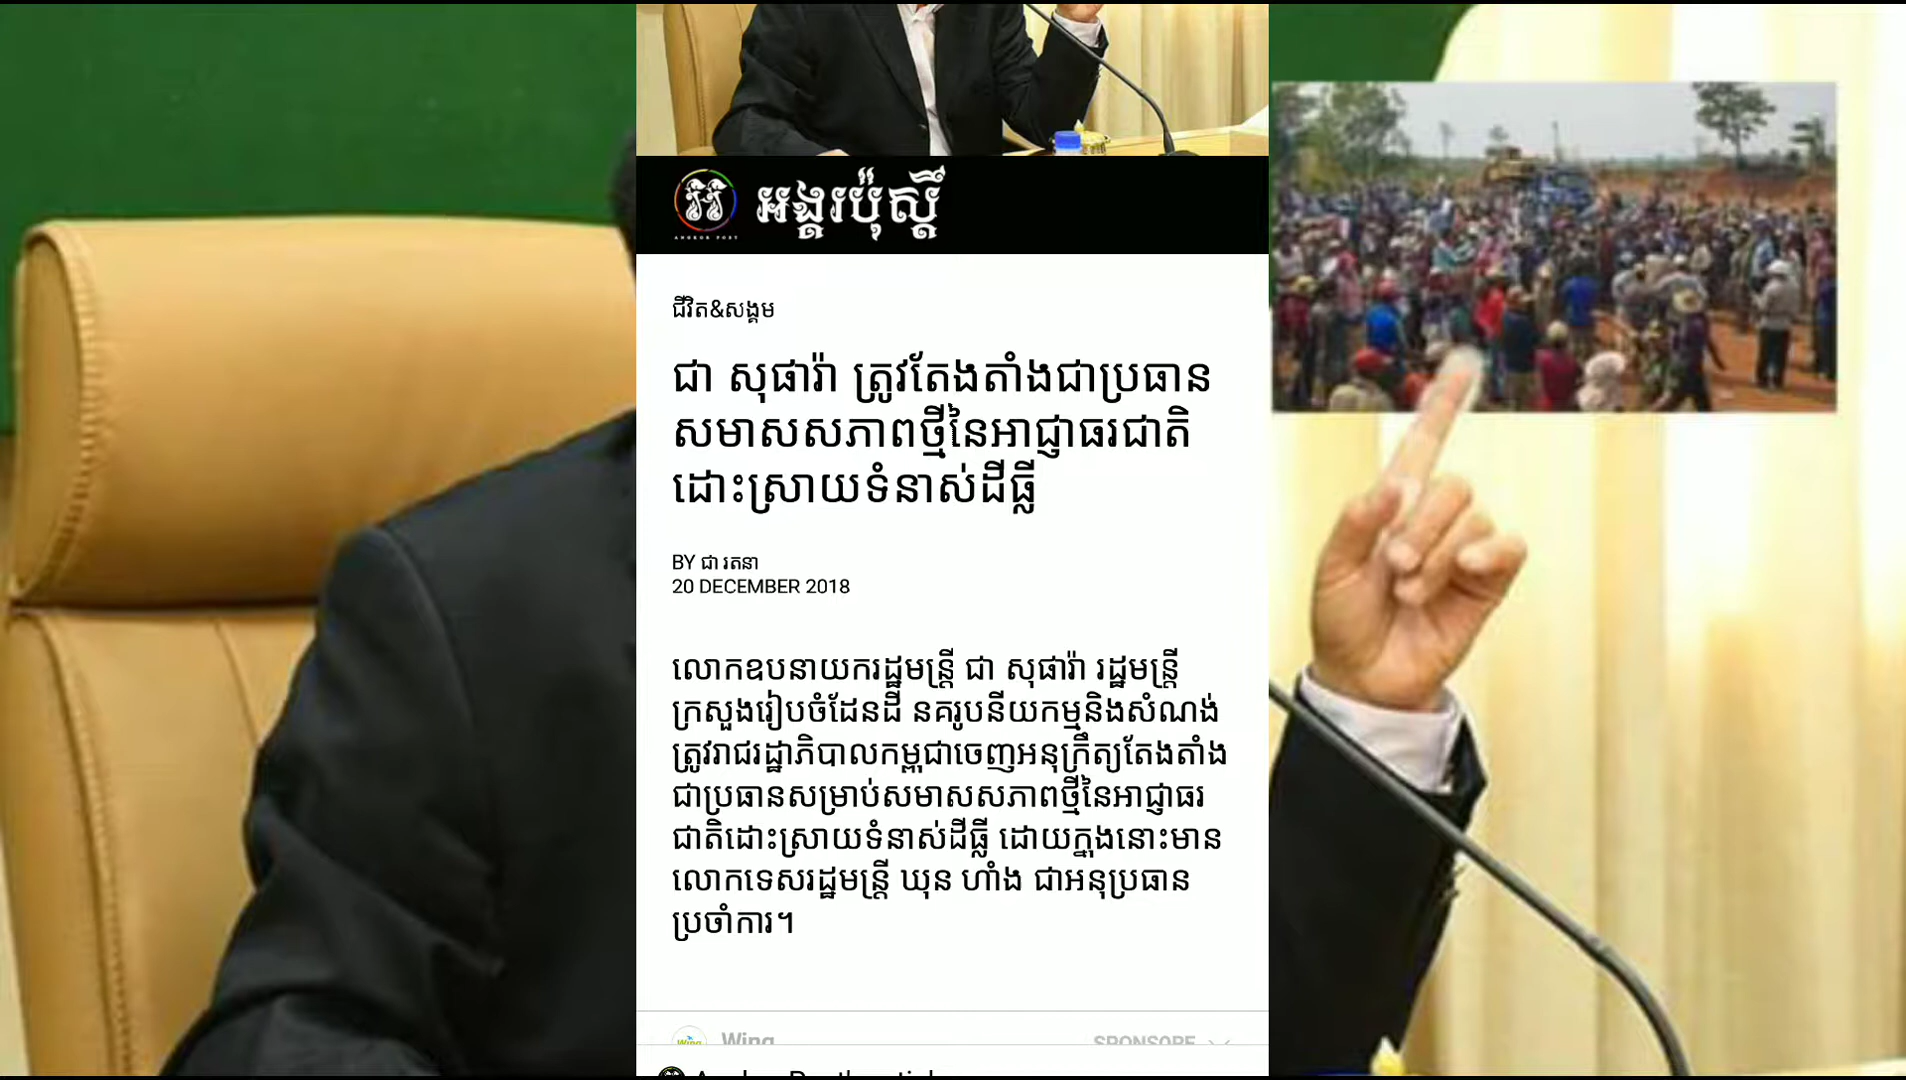 ANGKOR POST
អង្គរប៉ុស្តិ៍
ជីវិត&សង្គម
ជា សុផារ៉ា ត្រូវតែងតាំងជាប្រធាន
សមាសសភាពថ្មីនៃអាជ្ញាធរជាតិ
ដោះស្រាយទំនាស់ដីធ្លី
BY ជា រតនា
20 DECEMBER 2018
លោកឧបនាយករដ្ឋមន្ត្រី ជា សុផារ៉ា រដ្ឋមន្ត្រី
ក្រសួងរៀបចំដែនដី នគរូបនីយកម្មនិងសំណង់
ត្រូវរាជរដ្ឋាភិបាលកម្ពុជាចេញអនុក្រឹត្យតែងតាំង
ជាប្រធានសម្រាប់សមាសសភាពថ្មីនៃអាជ្ញាធរ
ជាតិដោះស្រាយទំនាស់ដីធ្លី ដោយក្នុងនោះមាន
លោកទេសរដ្ឋមន្ត្រី ឃុន ហាំង ជាអនុប្រធាន
ប្រចាំការ។
Wing